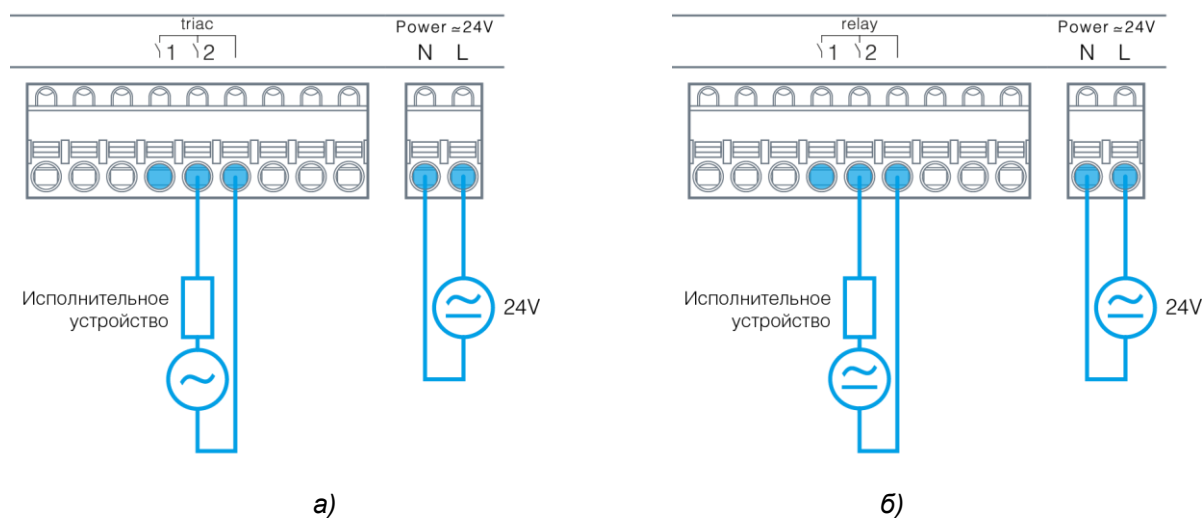 triac
1 2
Power ≃24V
N L
Исполнительное
устройство
24V
а)
relay
1 2
Power ≃24V
N L
Исполнительное
устройство
24V
б)